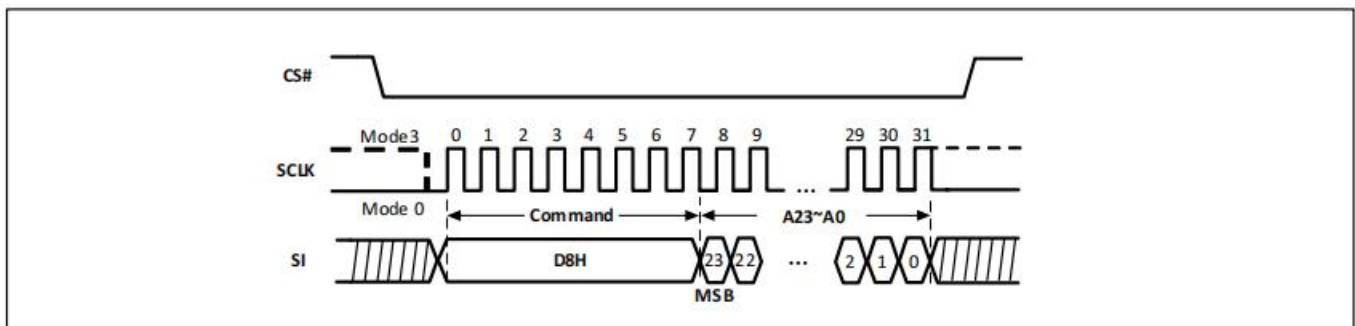 CS#
Mode3 0 1 2 3 4 5 6 7 8 9 29 30 31
SCLK
...
Mode 0 Command A23~A0
SI D8H 23 22 ... 2 1 0
MSB